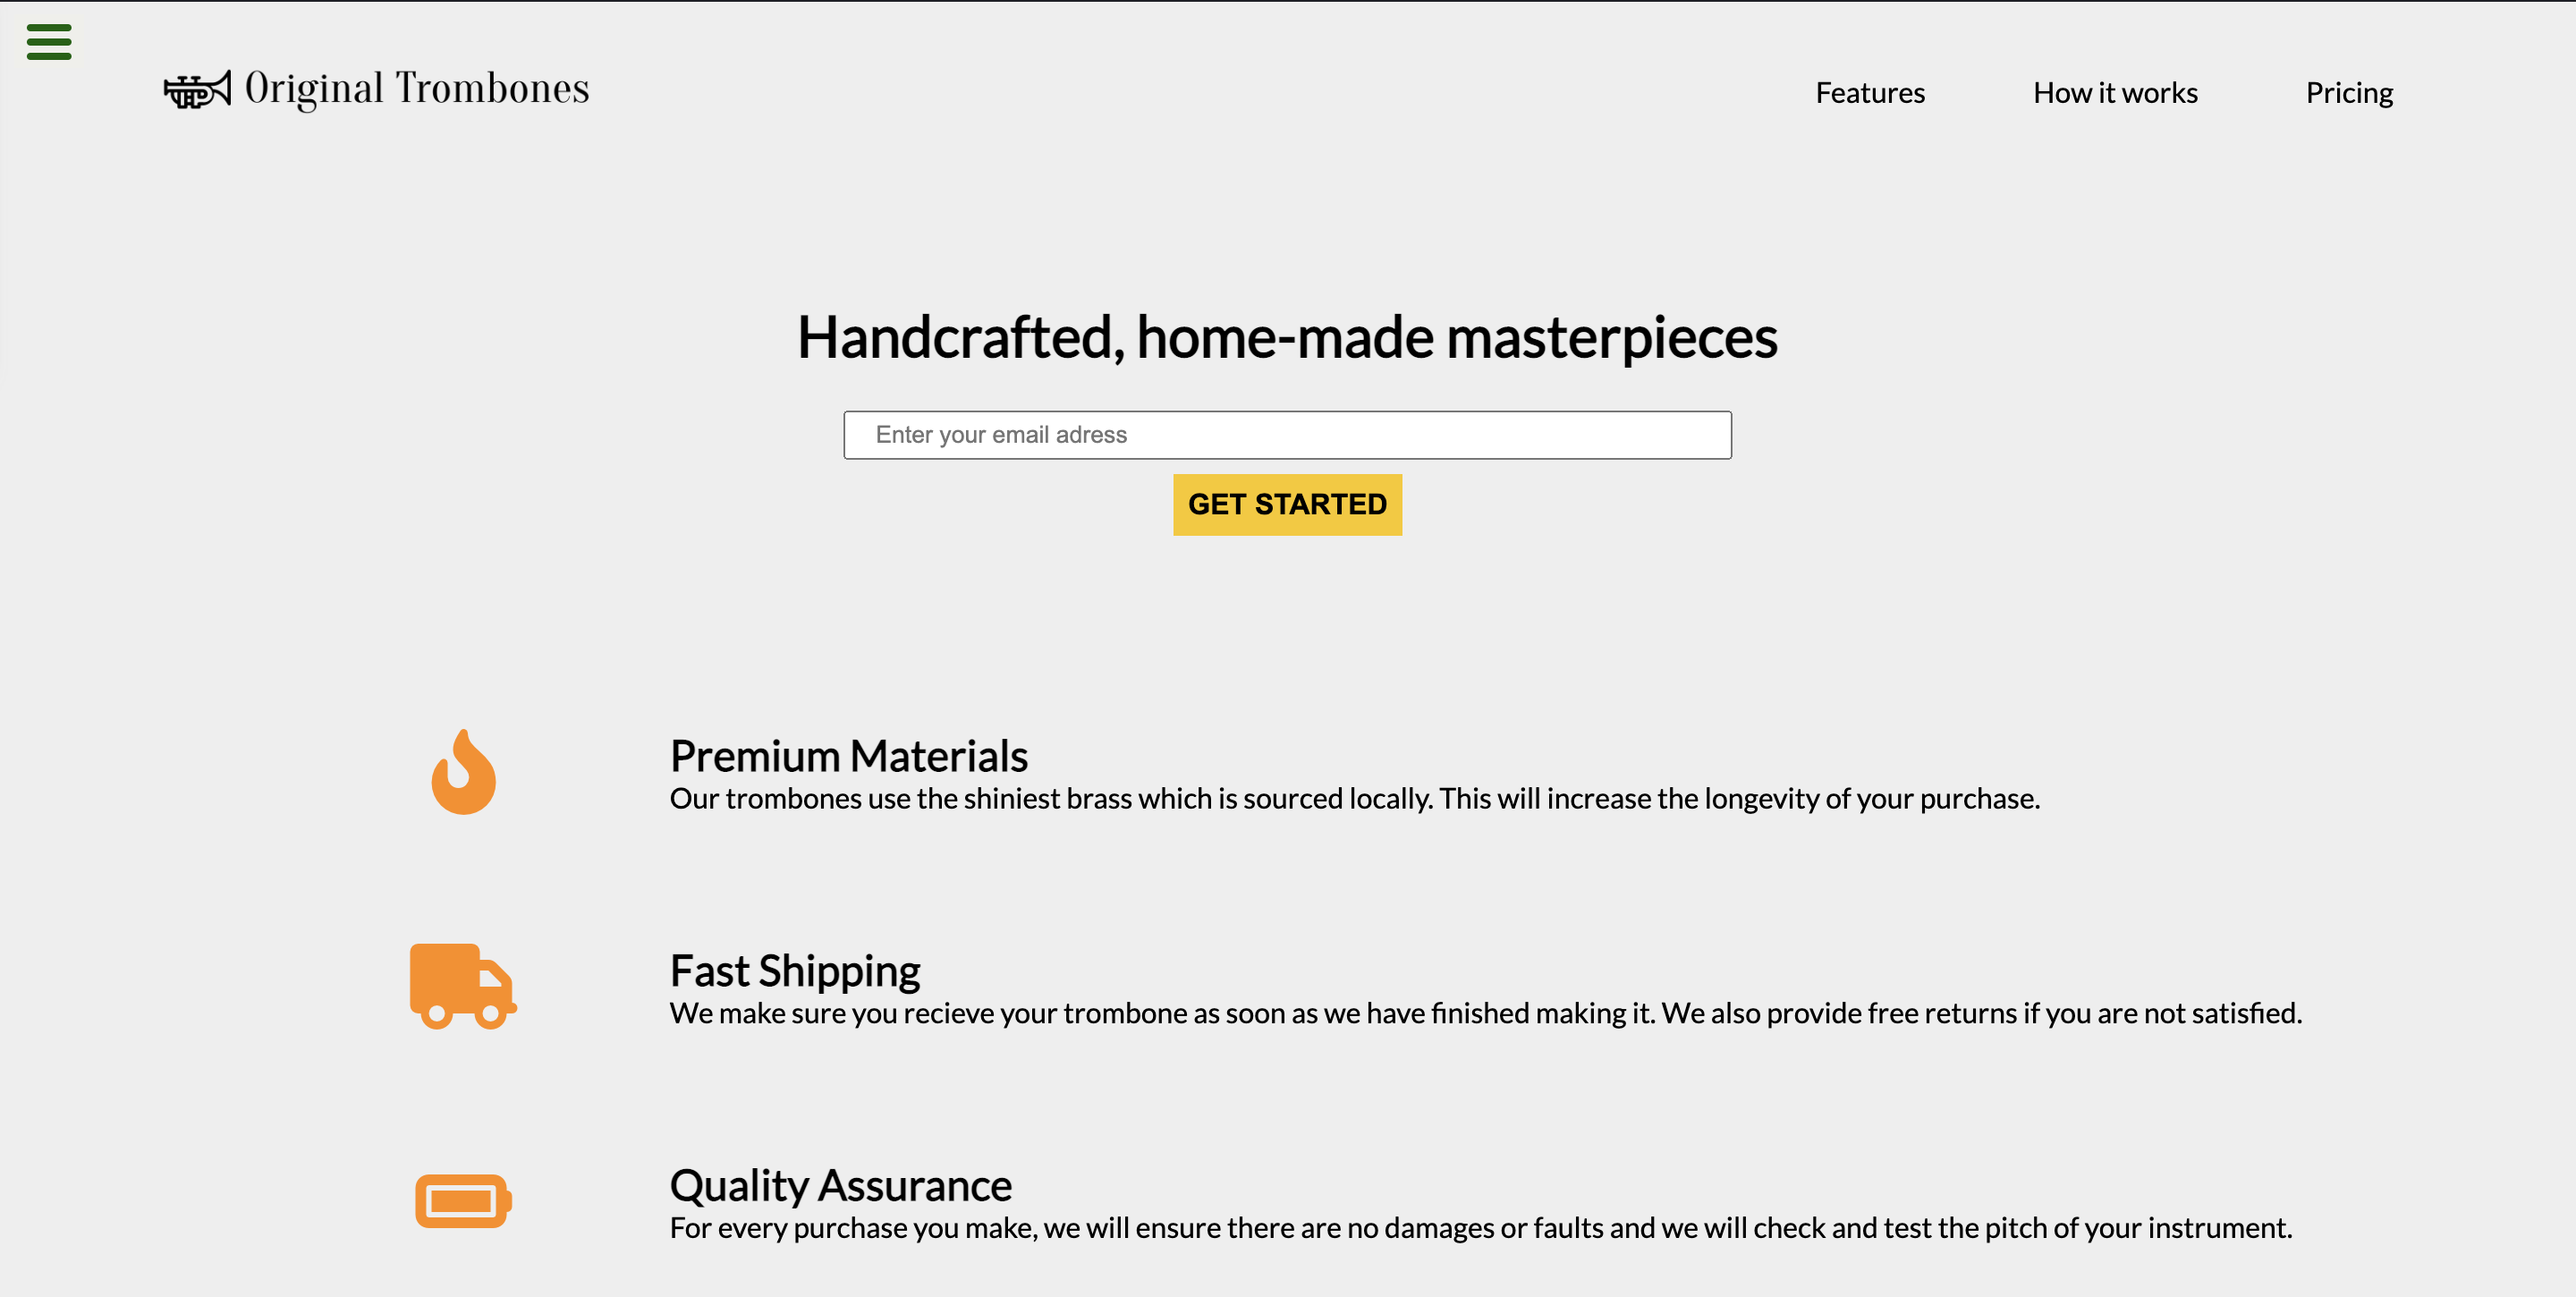 Original Trombones
Features
How it works
Pricing
Handcrafted, home-made masterpieces
Enter your email adress
GET STARTED
Premium Materials
Our trombones use the shiniest brass which is sourced locally. This will increase the longevity of your purchase.
Fast Shipping
We make sure you recieve your trombone as soon as we have finished making it. We also provide free returns if you are not satisfied.
Quality Assurance
For every purchase you make, we will ensure there are no damages or faults and we will check and test the pitch of your instrument.